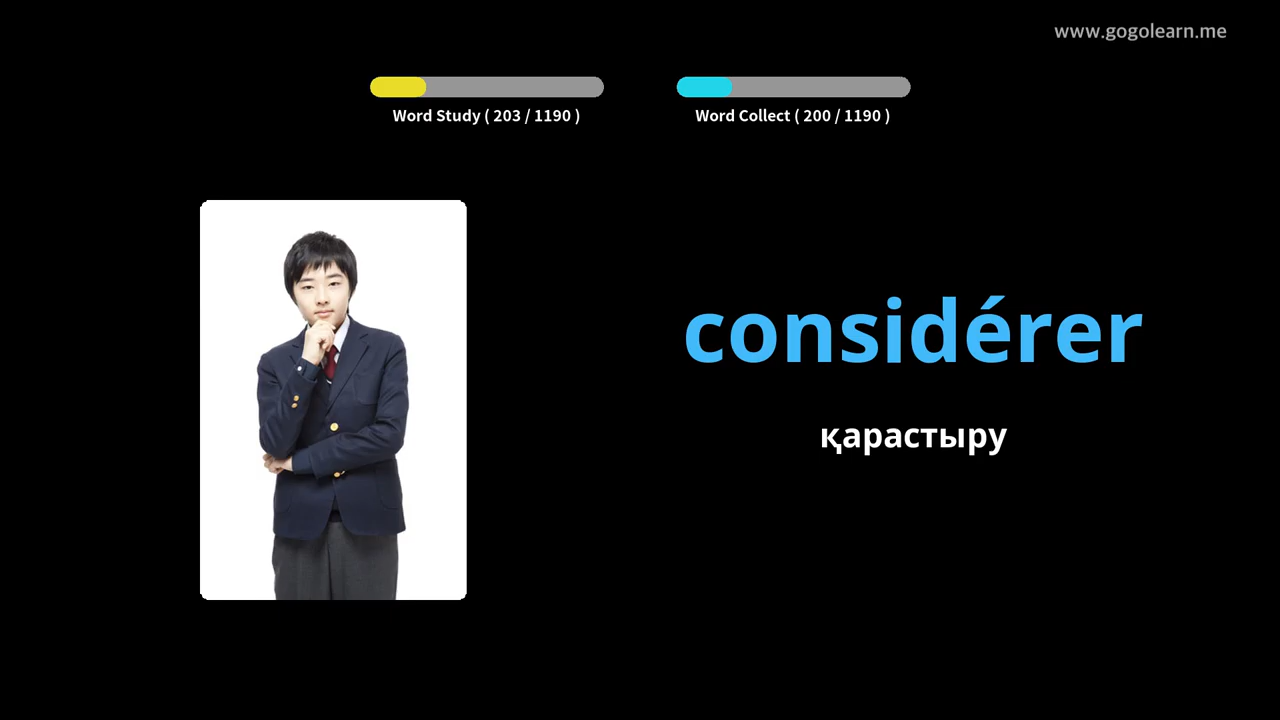 www.gogolearn.me
Word Study ( 203 / 1190 )
Word Collect ( 200 / 1190 )
considérer
қарастыру